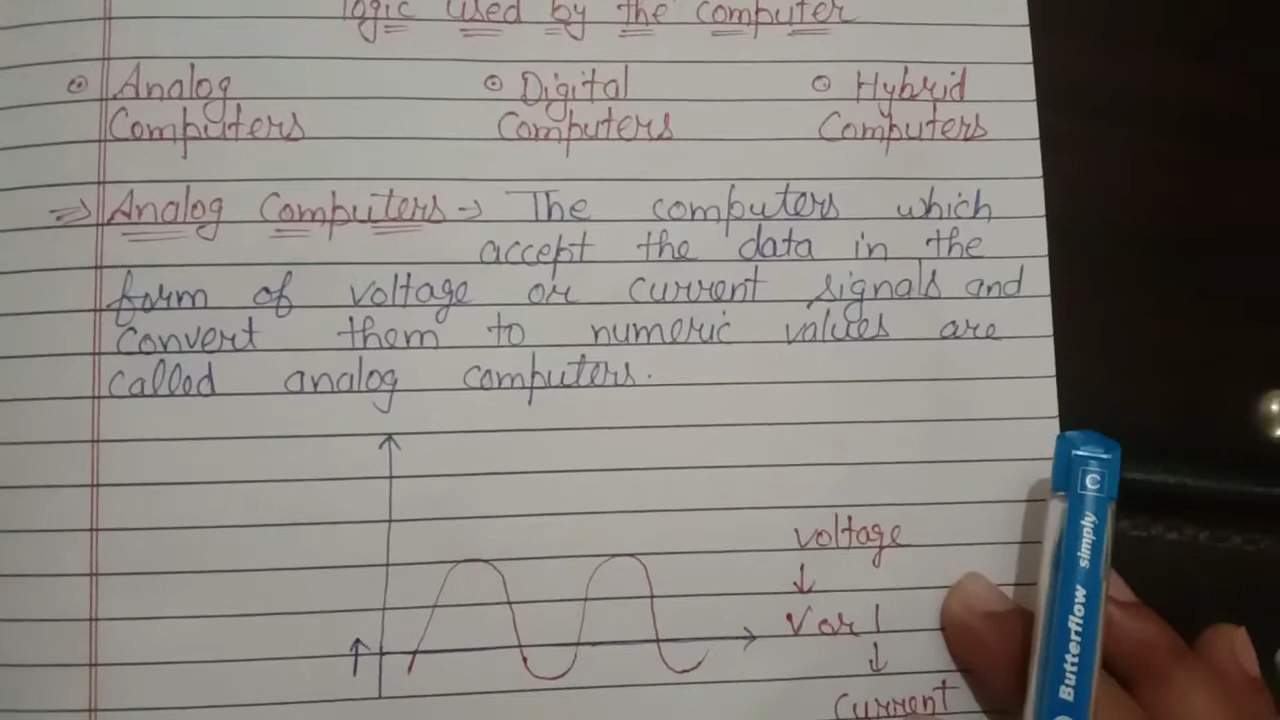 logic used by the computer
Analog Digital Hybrid
Computers Computers Computers
⇒ Analog Computers → The computers which
accept the data in the
form of voltage or current signals and
convert them to numeric values are
called analog computers.
voltage
V or I
current
C
Butterflow simply